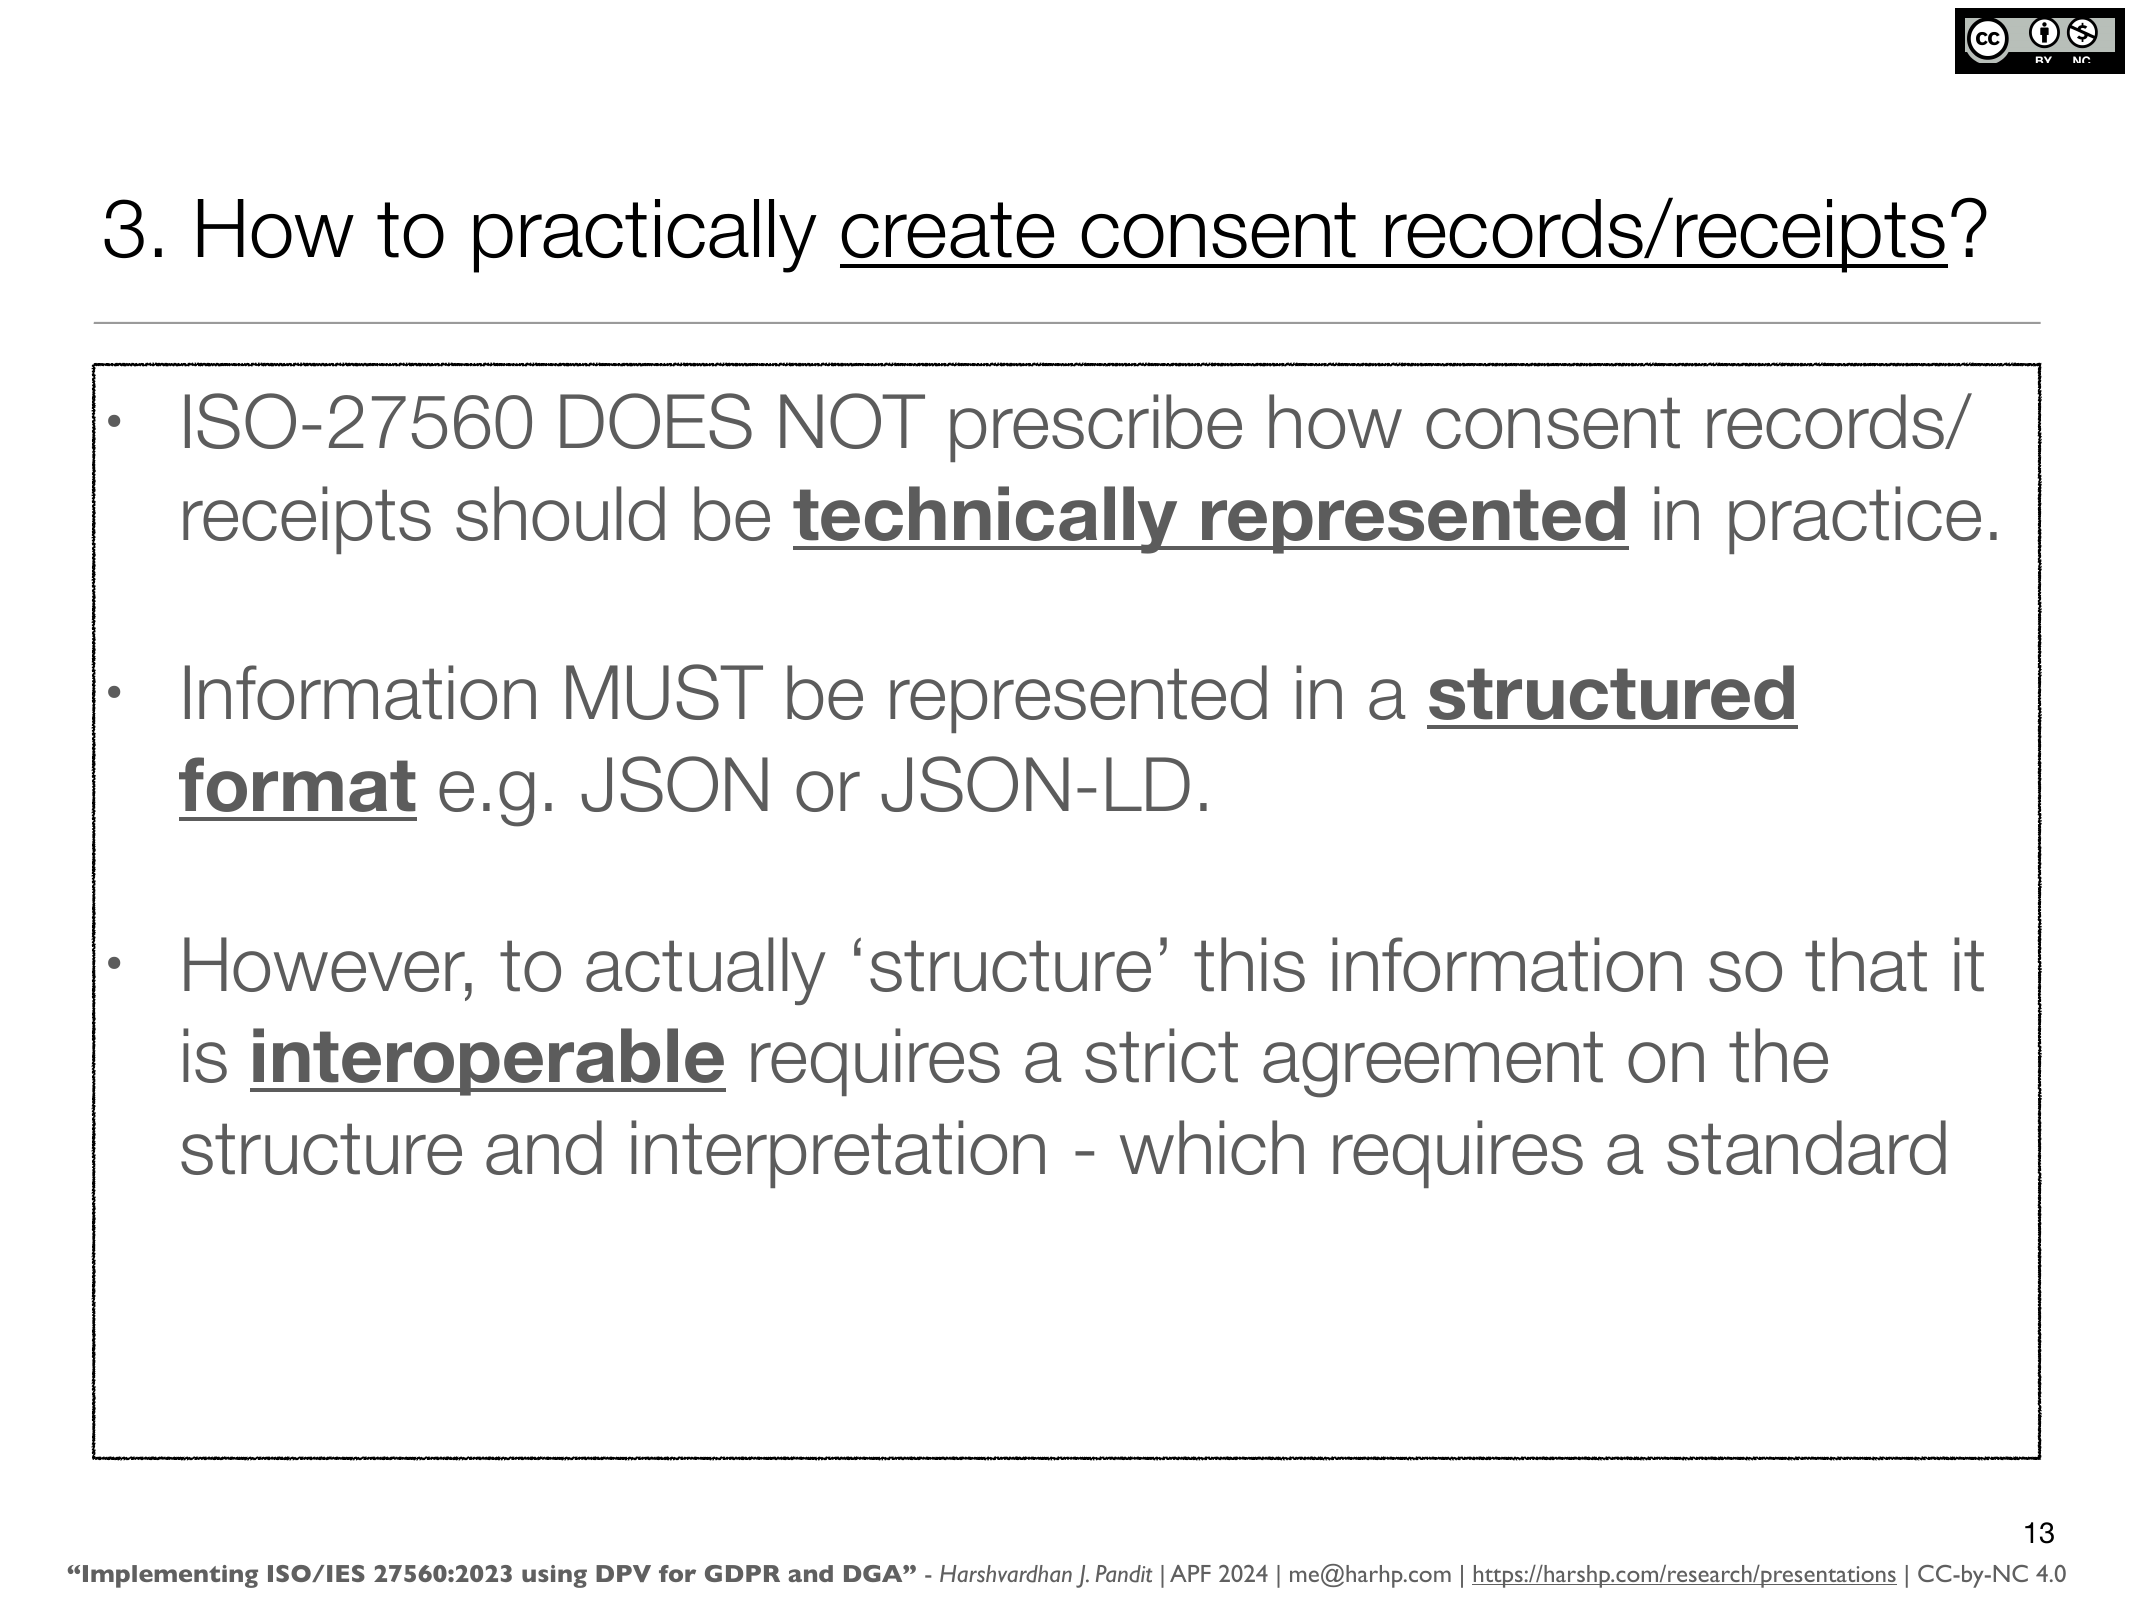 CC BY NC
3. How to practically create consent records/receipts?
• ISO-27560 DOES NOT prescribe how consent records/
receipts should be technically represented in practice.
• Information MUST be represented in a structured
format e.g. JSON or JSON-LD.
• However, to actually ‘structure’ this information so that it
is interoperable requires a strict agreement on the
structure and interpretation - which requires a standard
13
“Implementing ISO/IES 27560:2023 using DPV for GDPR and DGA” - Harshvardhan J. Pandit | APF 2024 | me@harhp.com | https://harshp.com/research/presentations | CC-by-NC 4.0